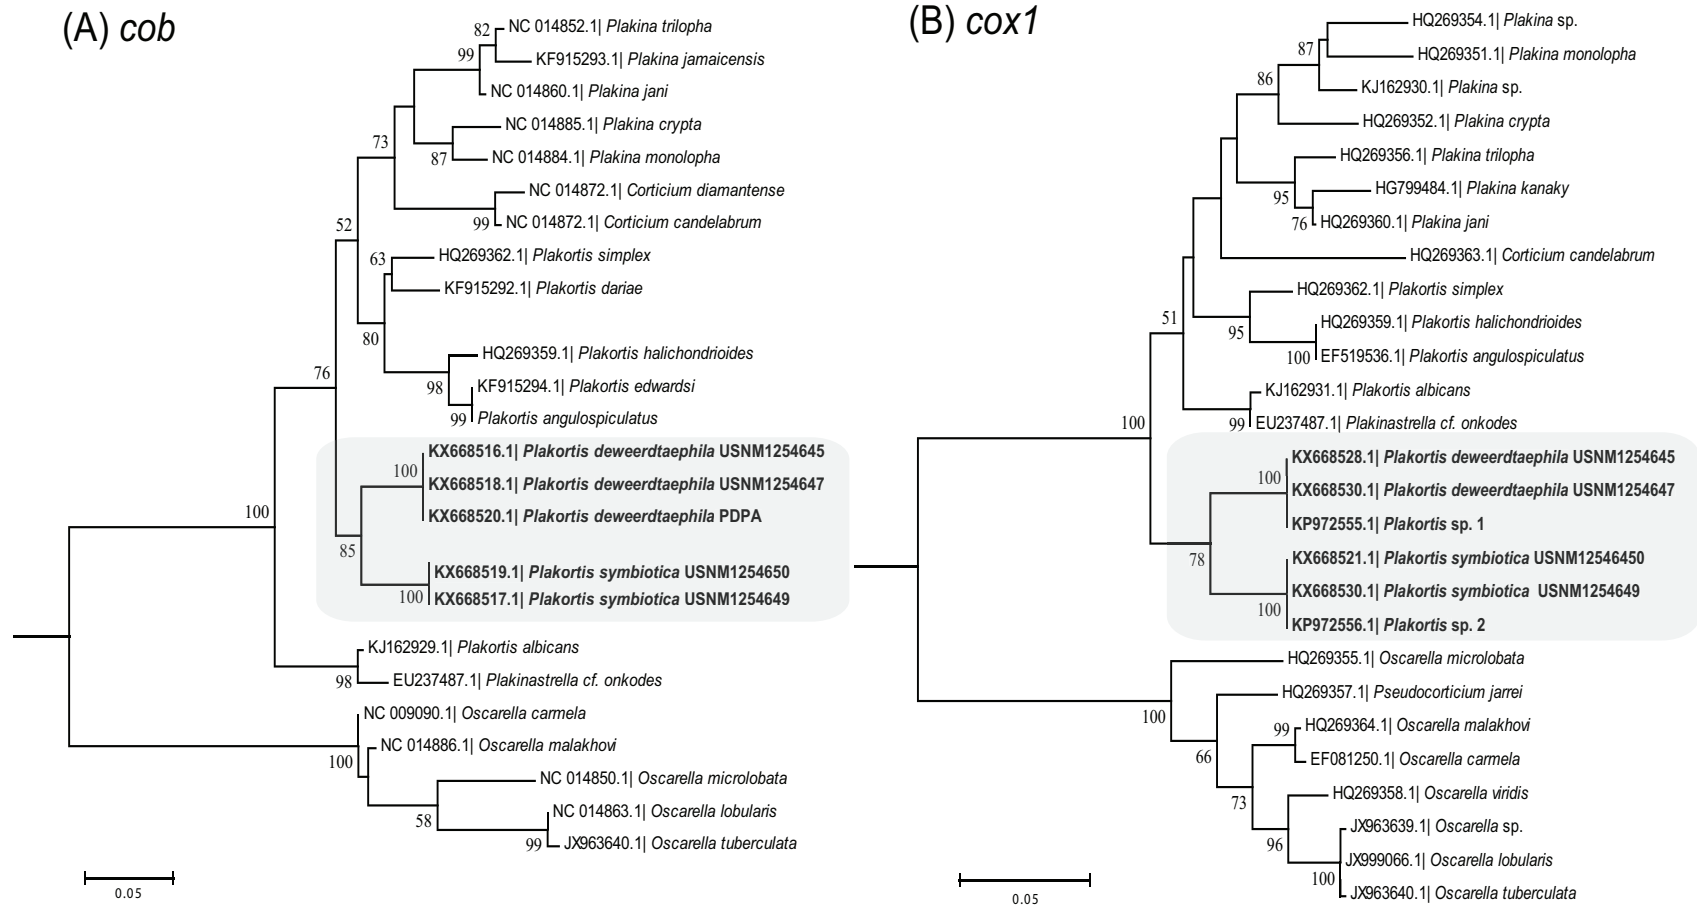 (A) cob
82
NC 014852.1| Plakina trilopha
99
KF915293.1| Plakina jamaicensis
NC 014860.1| Plakina jani
NC 014885.1| Plakina crypta
73
87
NC 014884.1| Plakina monolopha
NC 014872.1| Corticium diamantense
99
NC 014872.1| Corticium candelabrum
52
63
HQ269362.1| Plakortis simplex
KF915292.1| Plakortis dariae
80
HQ269359.1| Plakortis halichondrioides
76
98
KF915294.1| Plakortis edwardsi
99
Plakortis angulospiculatus
KX668516.1| Plakortis deweerdtaephila USNM1254645
100
KX668518.1| Plakortis deweerdtaephila USNM1254647
100
KX668520.1| Plakortis deweerdtaephila PDPA
85
KX668519.1| Plakortis symbiotica USNM1254650
100
KX668517.1| Plakortis symbiotica USNM1254649
KJ162929.1| Plakortis albicans
98
EU237487.1| Plakinastrella cf. onkodes
NC 009090.1| Oscarella carmela
NC 014886.1| Oscarella malakhovi
100
NC 014850.1| Oscarella microlobata
NC 014863.1| Oscarella lobularis
58
99
JX963640.1| Oscarella tuberculata
0.05
(B) cox1
HQ269354.1| Plakina sp.
87
HQ269351.1| Plakina monolopha
86
KJ162930.1| Plakina sp.
HQ269352.1| Plakina crypta
HQ269356.1| Plakina trilopha
95
HG799484.1| Plakina kanaky
76
HQ269360.1| Plakina jani
HQ269363.1| Corticium candelabrum
HQ269362.1| Plakortis simplex
51
95
HQ269359.1| Plakortis halichondrioides
100
EF519536.1| Plakortis angulospiculatus
KJ162931.1| Plakortis albicans
100
99
EU237487.1| Plakinastrella cf. onkodes
KX668528.1| Plakortis deweerdtaephila USNM1254645
100
KX668530.1| Plakortis deweerdtaephila USNM1254647
KP972555.1| Plakortis sp. 1
78
KX668521.1| Plakortis symbiotica USNM12546450
KX668530.1| Plakortis symbiotica USNM1254649
100
KP972556.1| Plakortis sp. 2
HQ269355.1| Oscarella microlobata
HQ269357.1| Pseudocorticium jarrei
100
99
HQ269364.1| Oscarella malakhovi
66
EF081250.1| Oscarella carmela
HQ269358.1| Oscarella viridis
73
JX963639.1| Oscarella sp.
96
JX999066.1| Oscarella lobularis
100
JX963640.1| Oscarella tuberculata
0.05